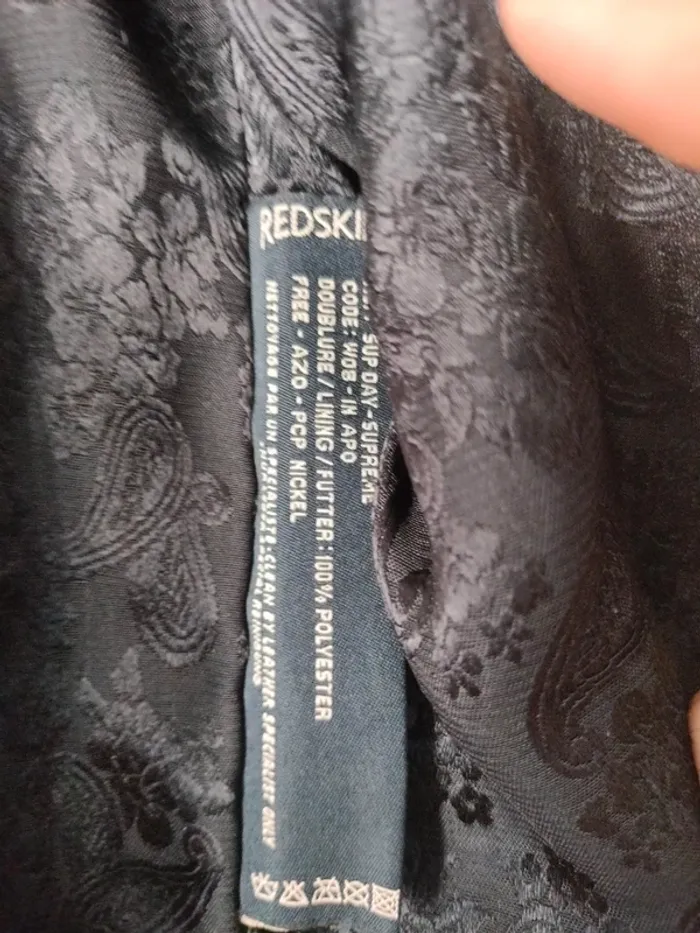 REDSKI
SUP DAY-SUPREME
CODE: WOB-IN APO
DOUBLURE / LINING / FUTTER: 100% POLYESTER
FREE - AZO - PCP NICKEL
NETTOYAGE PAR UN SPECIALISTE-CLEAN BY LEATHER SPECIALIST ONLY